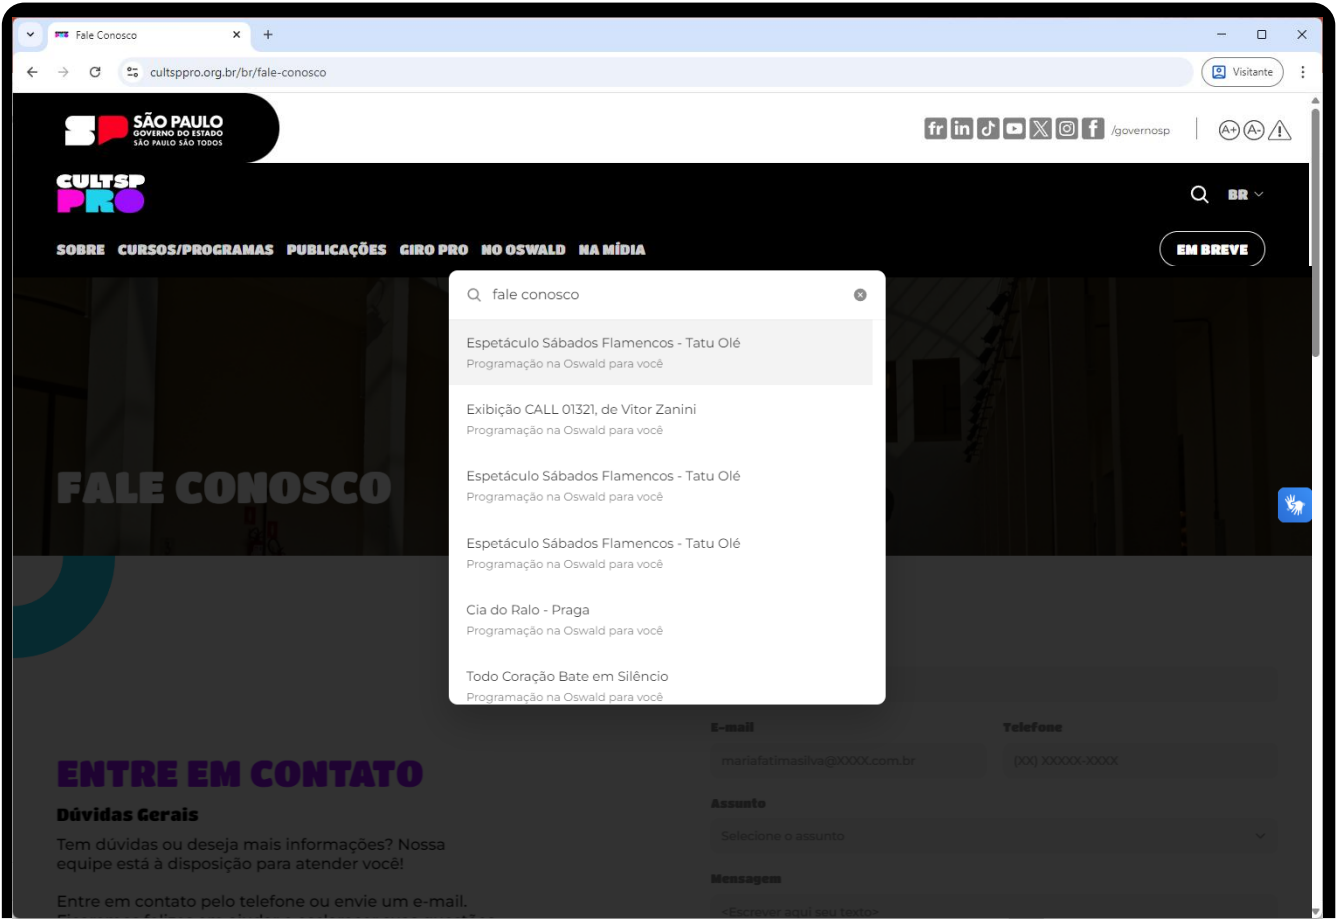 Fale Conosco
cultsppro.org.br/br/fale-conosco
Visitante
SÃO PAULO
GOVERNO DO ESTADO
SÃO PAULO SÃO TODOS
fr in f /governosp
A+ A-
CULTSP
PRO
BR
SOBRE CURSOS/PROGRAMAS PUBLICAÇÕES GIRO PRO NO OSWALD NA MÍDIA
EM BREVE
fale conosco
Espetáculo Sábados Flamencos - Tatu Olé
Programação na Oswald para você
Exibição CALL 01321, de Vitor Zanini
Programação na Oswald para você
Espetáculo Sábados Flamencos - Tatu Olé
Programação na Oswald para você
Espetáculo Sábados Flamencos - Tatu Olé
Programação na Oswald para você
Cia do Ralo - Praga
Programação na Oswald para você
Todo Coração Bate em Silêncio
Programação na Oswald para você
FALE CONOSCO
ENTRE EM CONTATO
Dúvidas Gerais
Tem dúvidas ou deseja mais informações? Nossa
equipe está à disposição para atender você!
Entre em contato pelo telefone ou envie um e-mail.
E-mail
Telefone
mariafatimasilva@XXXX.com.br
(XX) XXXXX-XXXX
Assunto
Selecione o assunto
Mensagem
<Escrever aqui seu texto>